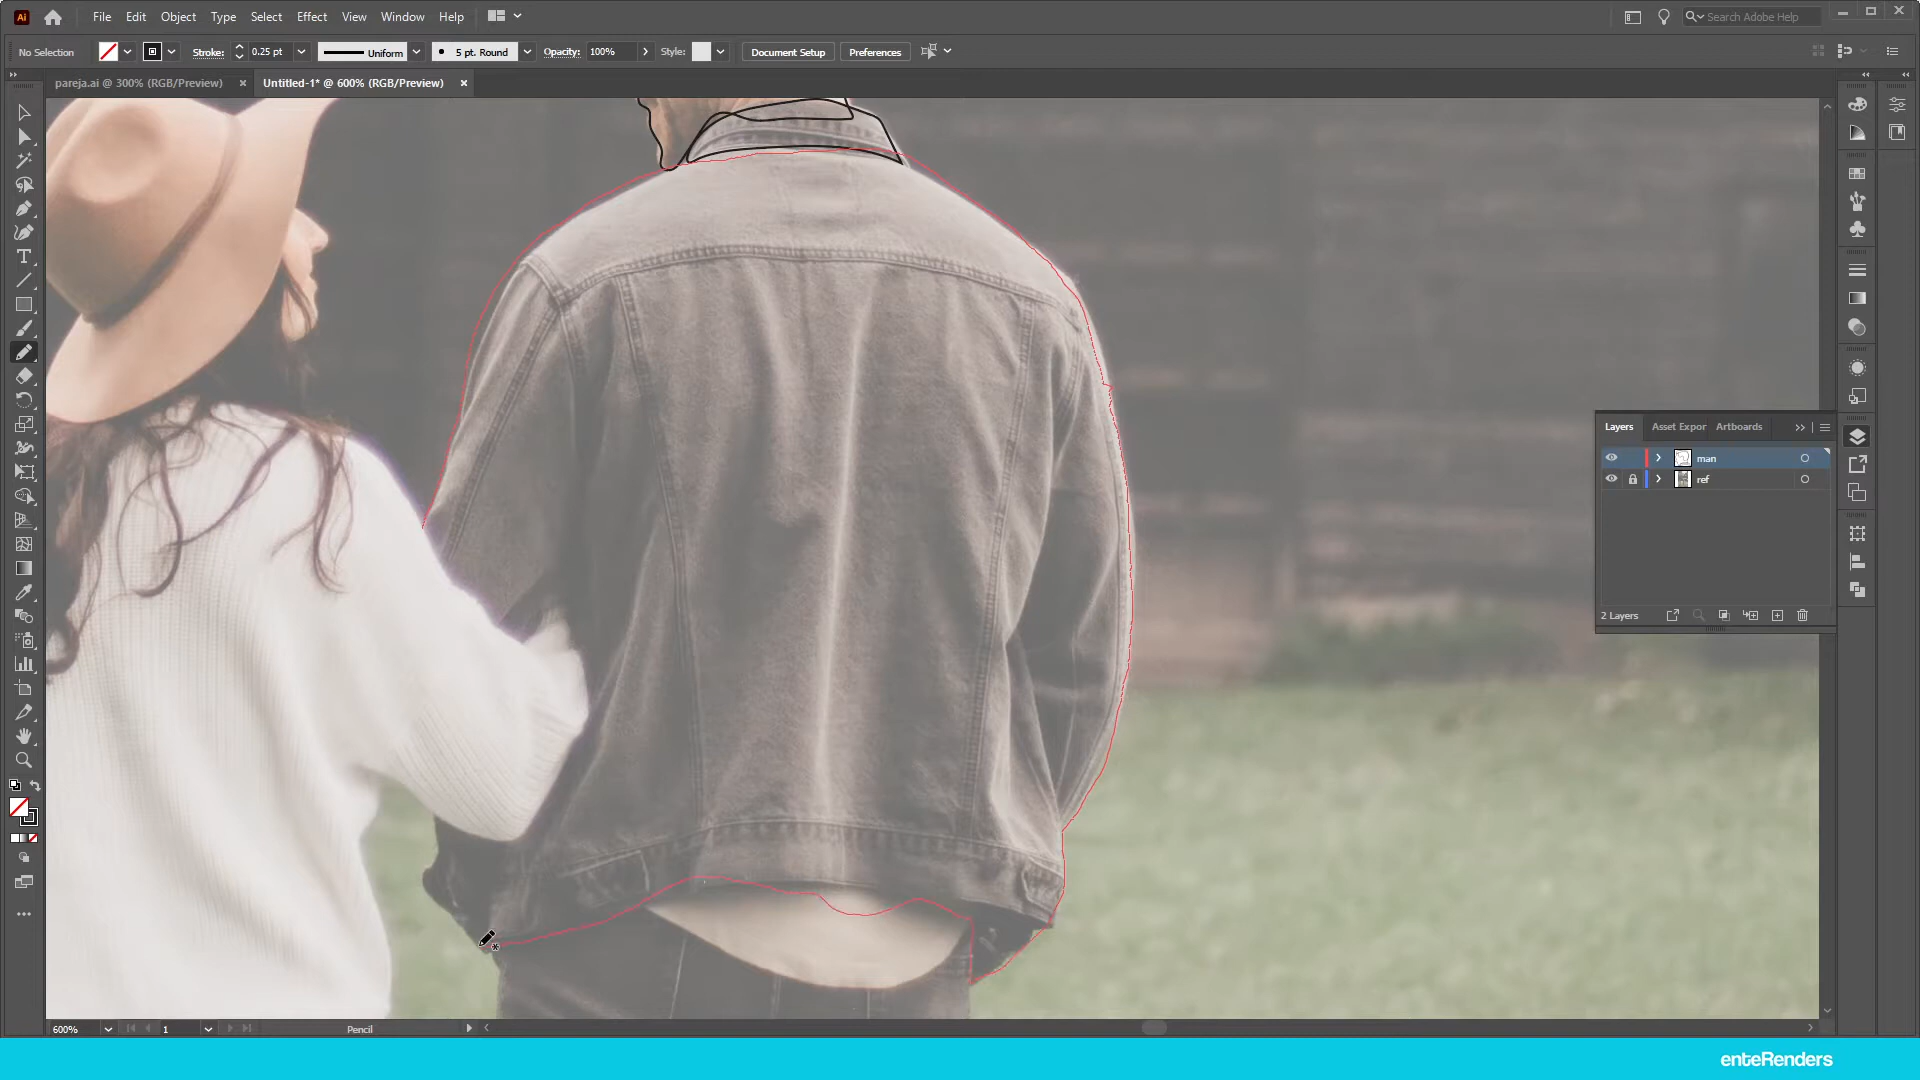 Ai File Edit Object Type Select Effect View Window Help Search Adobe Help
No Selection Stroke: 0.25 pt Uniform 5 pt. Round Opacity: 100% Style: Document Setup Preferences
pareja.ai @ 300% (RGB/Preview) Untitled-1* @ 600% (RGB/Preview)
Layers Asset Expor Artboards
man
ref
2 Layers
600% 1 Pencil
enteRenders